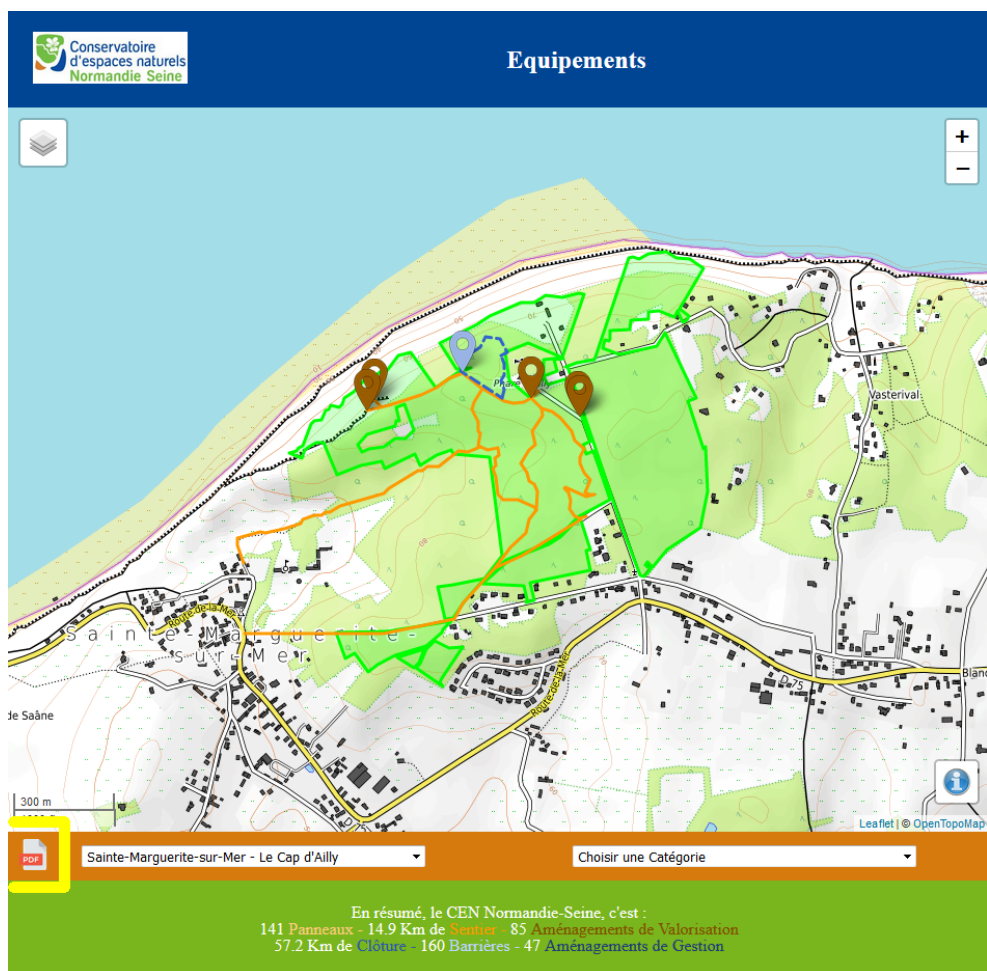 Conservatoire
d'espaces naturels
Normandie Seine
Equipements
+
−
Vasterival
Route-de-la-Mer
Sainte-Marguerite-
sur-Mer
D 75
Route-de-la-Mer
Blanc
de Saâne
300 m
Leaflet | © OpenTopoMap
PDF
Sainte-Marguerite-sur-Mer - Le Cap d'Ailly
Choisir une Catégorie
En résumé, le CEN Normandie-Seine, c'est :
141 Panneaux - 14.9 Km de Sentier - 85 Aménagements de Valorisation
57.2 Km de Clôture - 160 Barrières - 47 Aménagements de Gestion